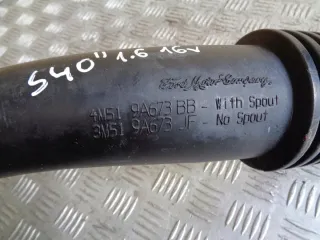 S40" 1.6 16v
Ford Motor Company
4M51 9A673 BB - With Spout
3M51 9A673 JF - No Spout